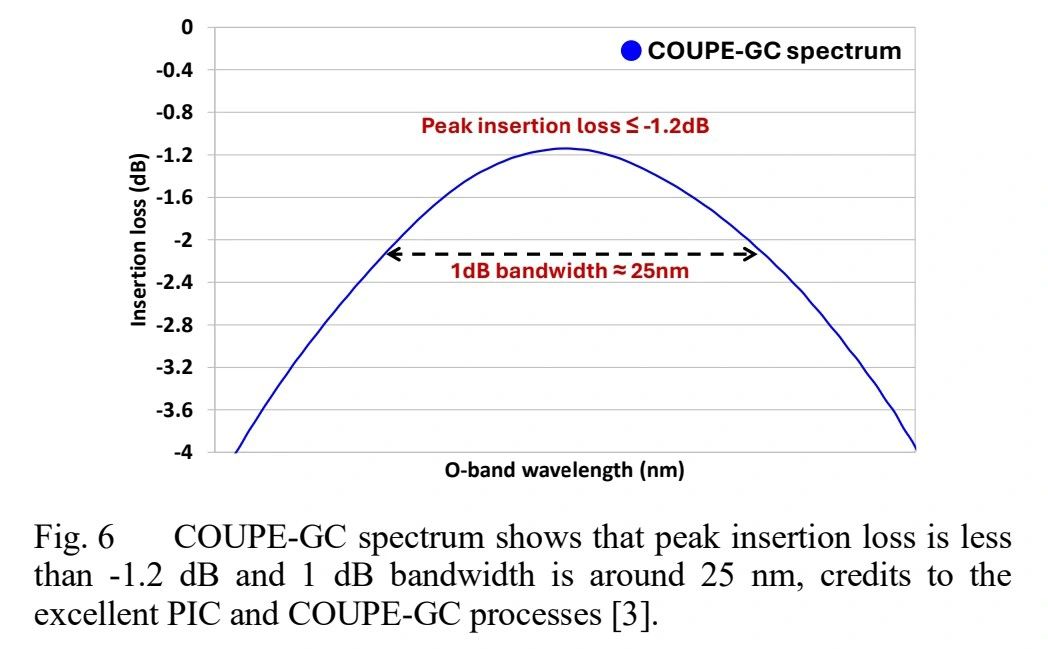 0
-0.4
-0.8
-1.2
-1.6
-2
-2.4
-2.8
-3.2
-3.6
-4
Insertion loss (dB)
COUPE-GC spectrum
Peak insertion loss ≤ -1.2dB
1dB bandwidth ≈ 25nm
O-band wavelength (nm)
Fig. 6 COUPE-GC spectrum shows that peak insertion loss is less
than -1.2 dB and 1 dB bandwidth is around 25 nm, credits to the
excellent PIC and COUPE-GC processes [3].